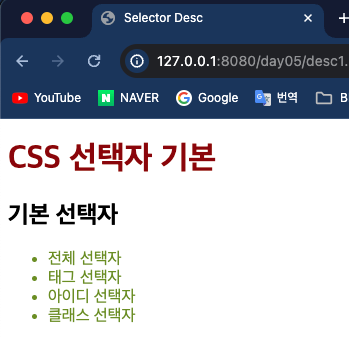 Selector Desc
127.0.0.1:8080/day05/desc1.
YouTube NAVER Google 번역 B
CSS 선택자 기본
기본 선택자
전체 선택자
태그 선택자
아이디 선택자
클래스 선택자